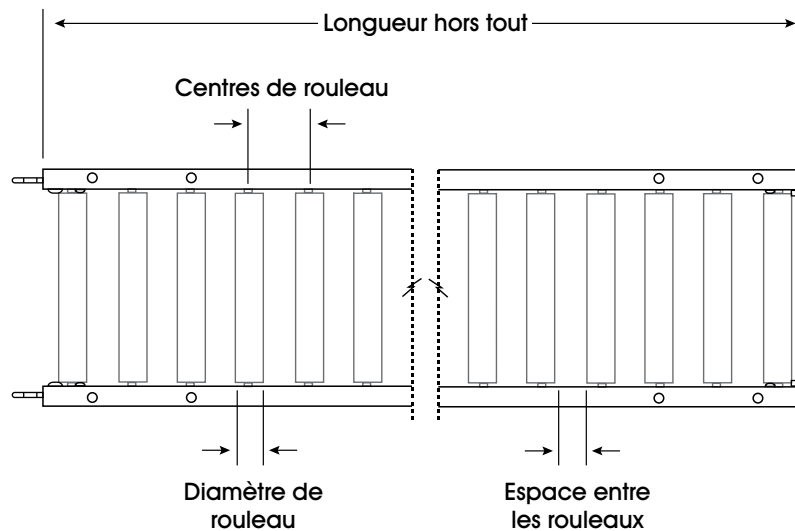 Longueur hors tout
Centres de rouleau
Diamètre de
rouleau
Espace entre
les rouleaux